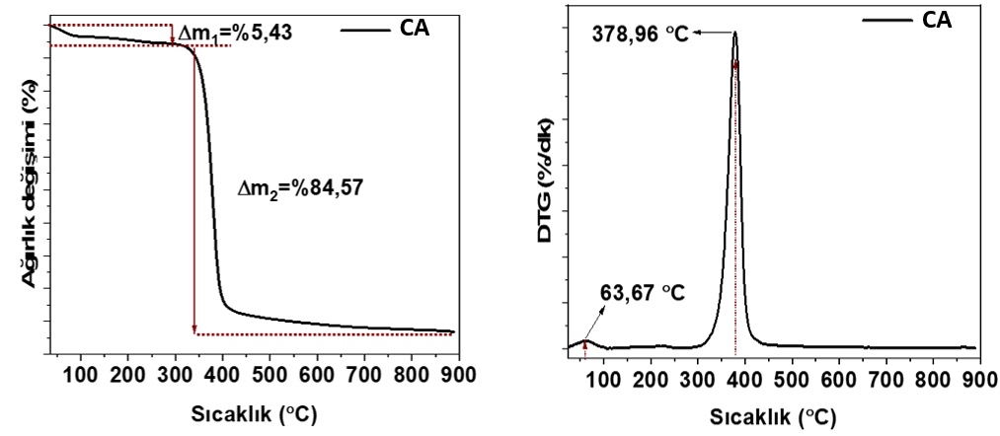 CA
Δm1=%5,43
Δm2=%84,57
Ağırlık değişimi (%)
100 200 300 400 500 600 700 800 900
Sıcaklık (°C)
CA
378,96 °C
63,67 °C
DTG (%/dk)
100 200 300 400 500 600 700 800 900
Sıcaklık (°C)